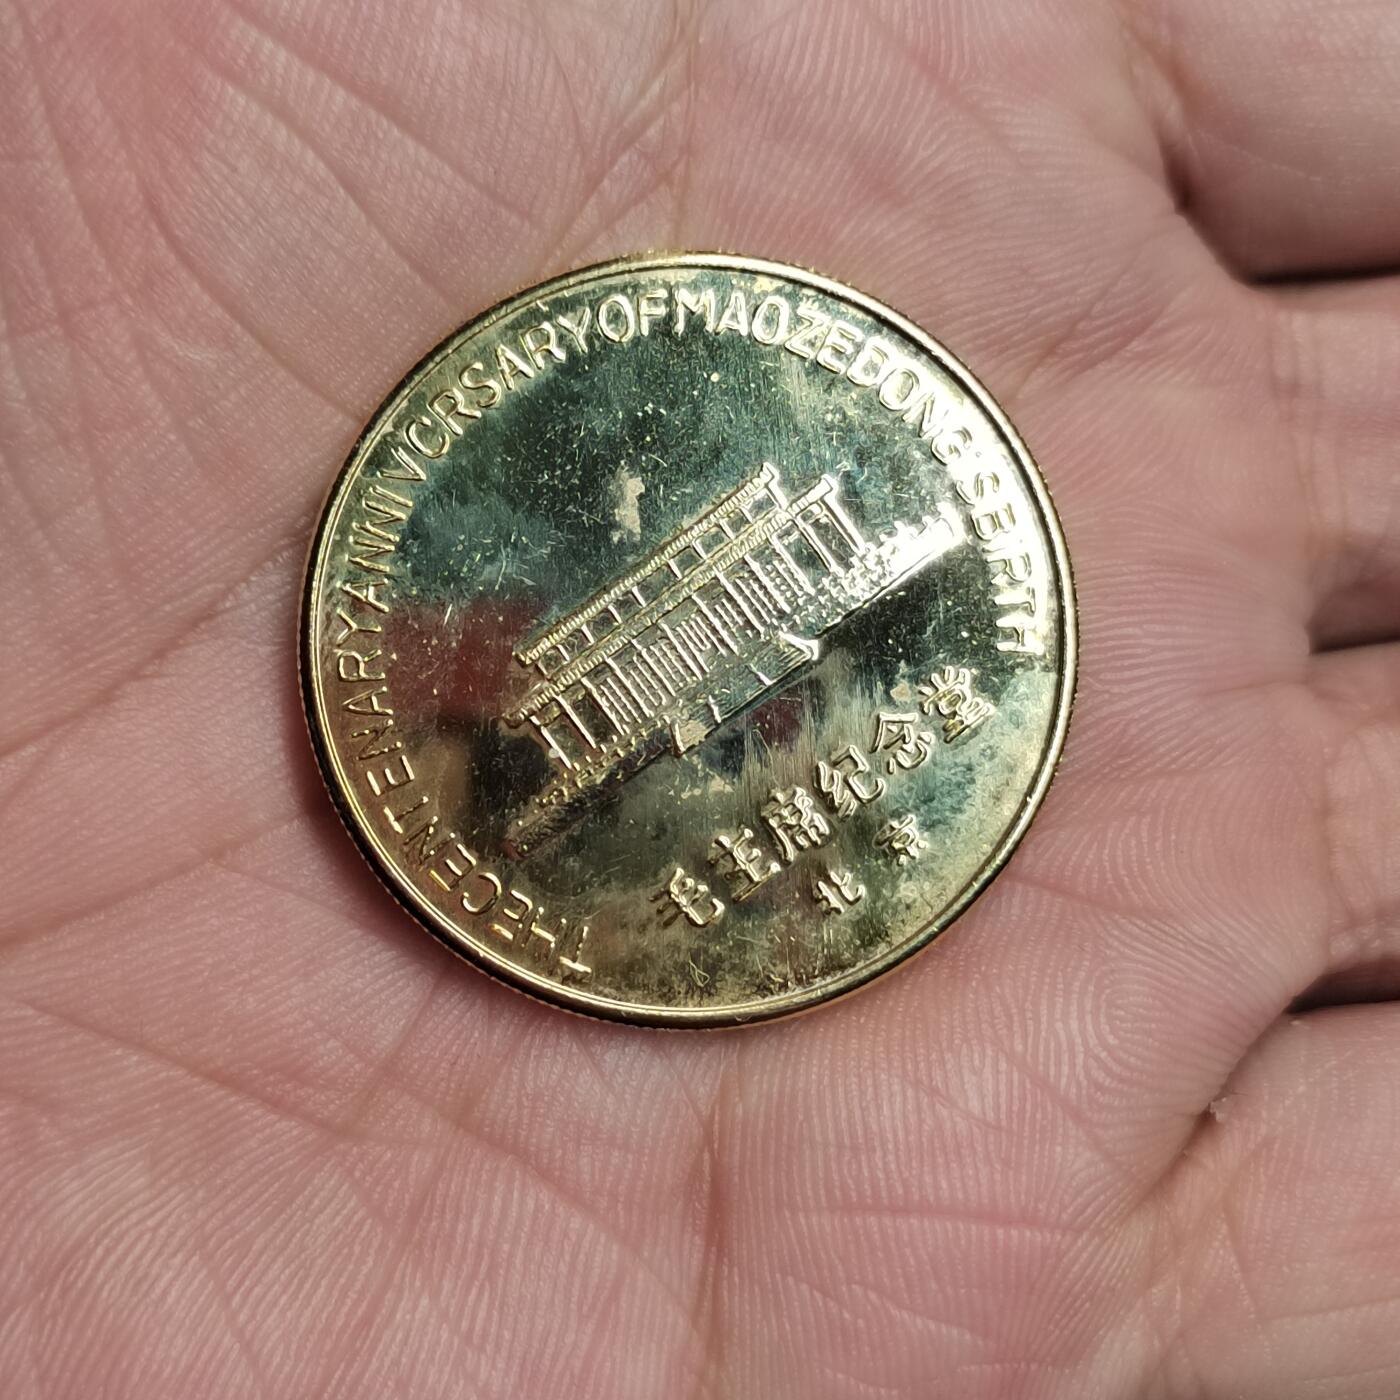 THECENTENARYANNIVCRSARYOFMAOZEDONG'SBIRTH
毛主席纪念堂
北京